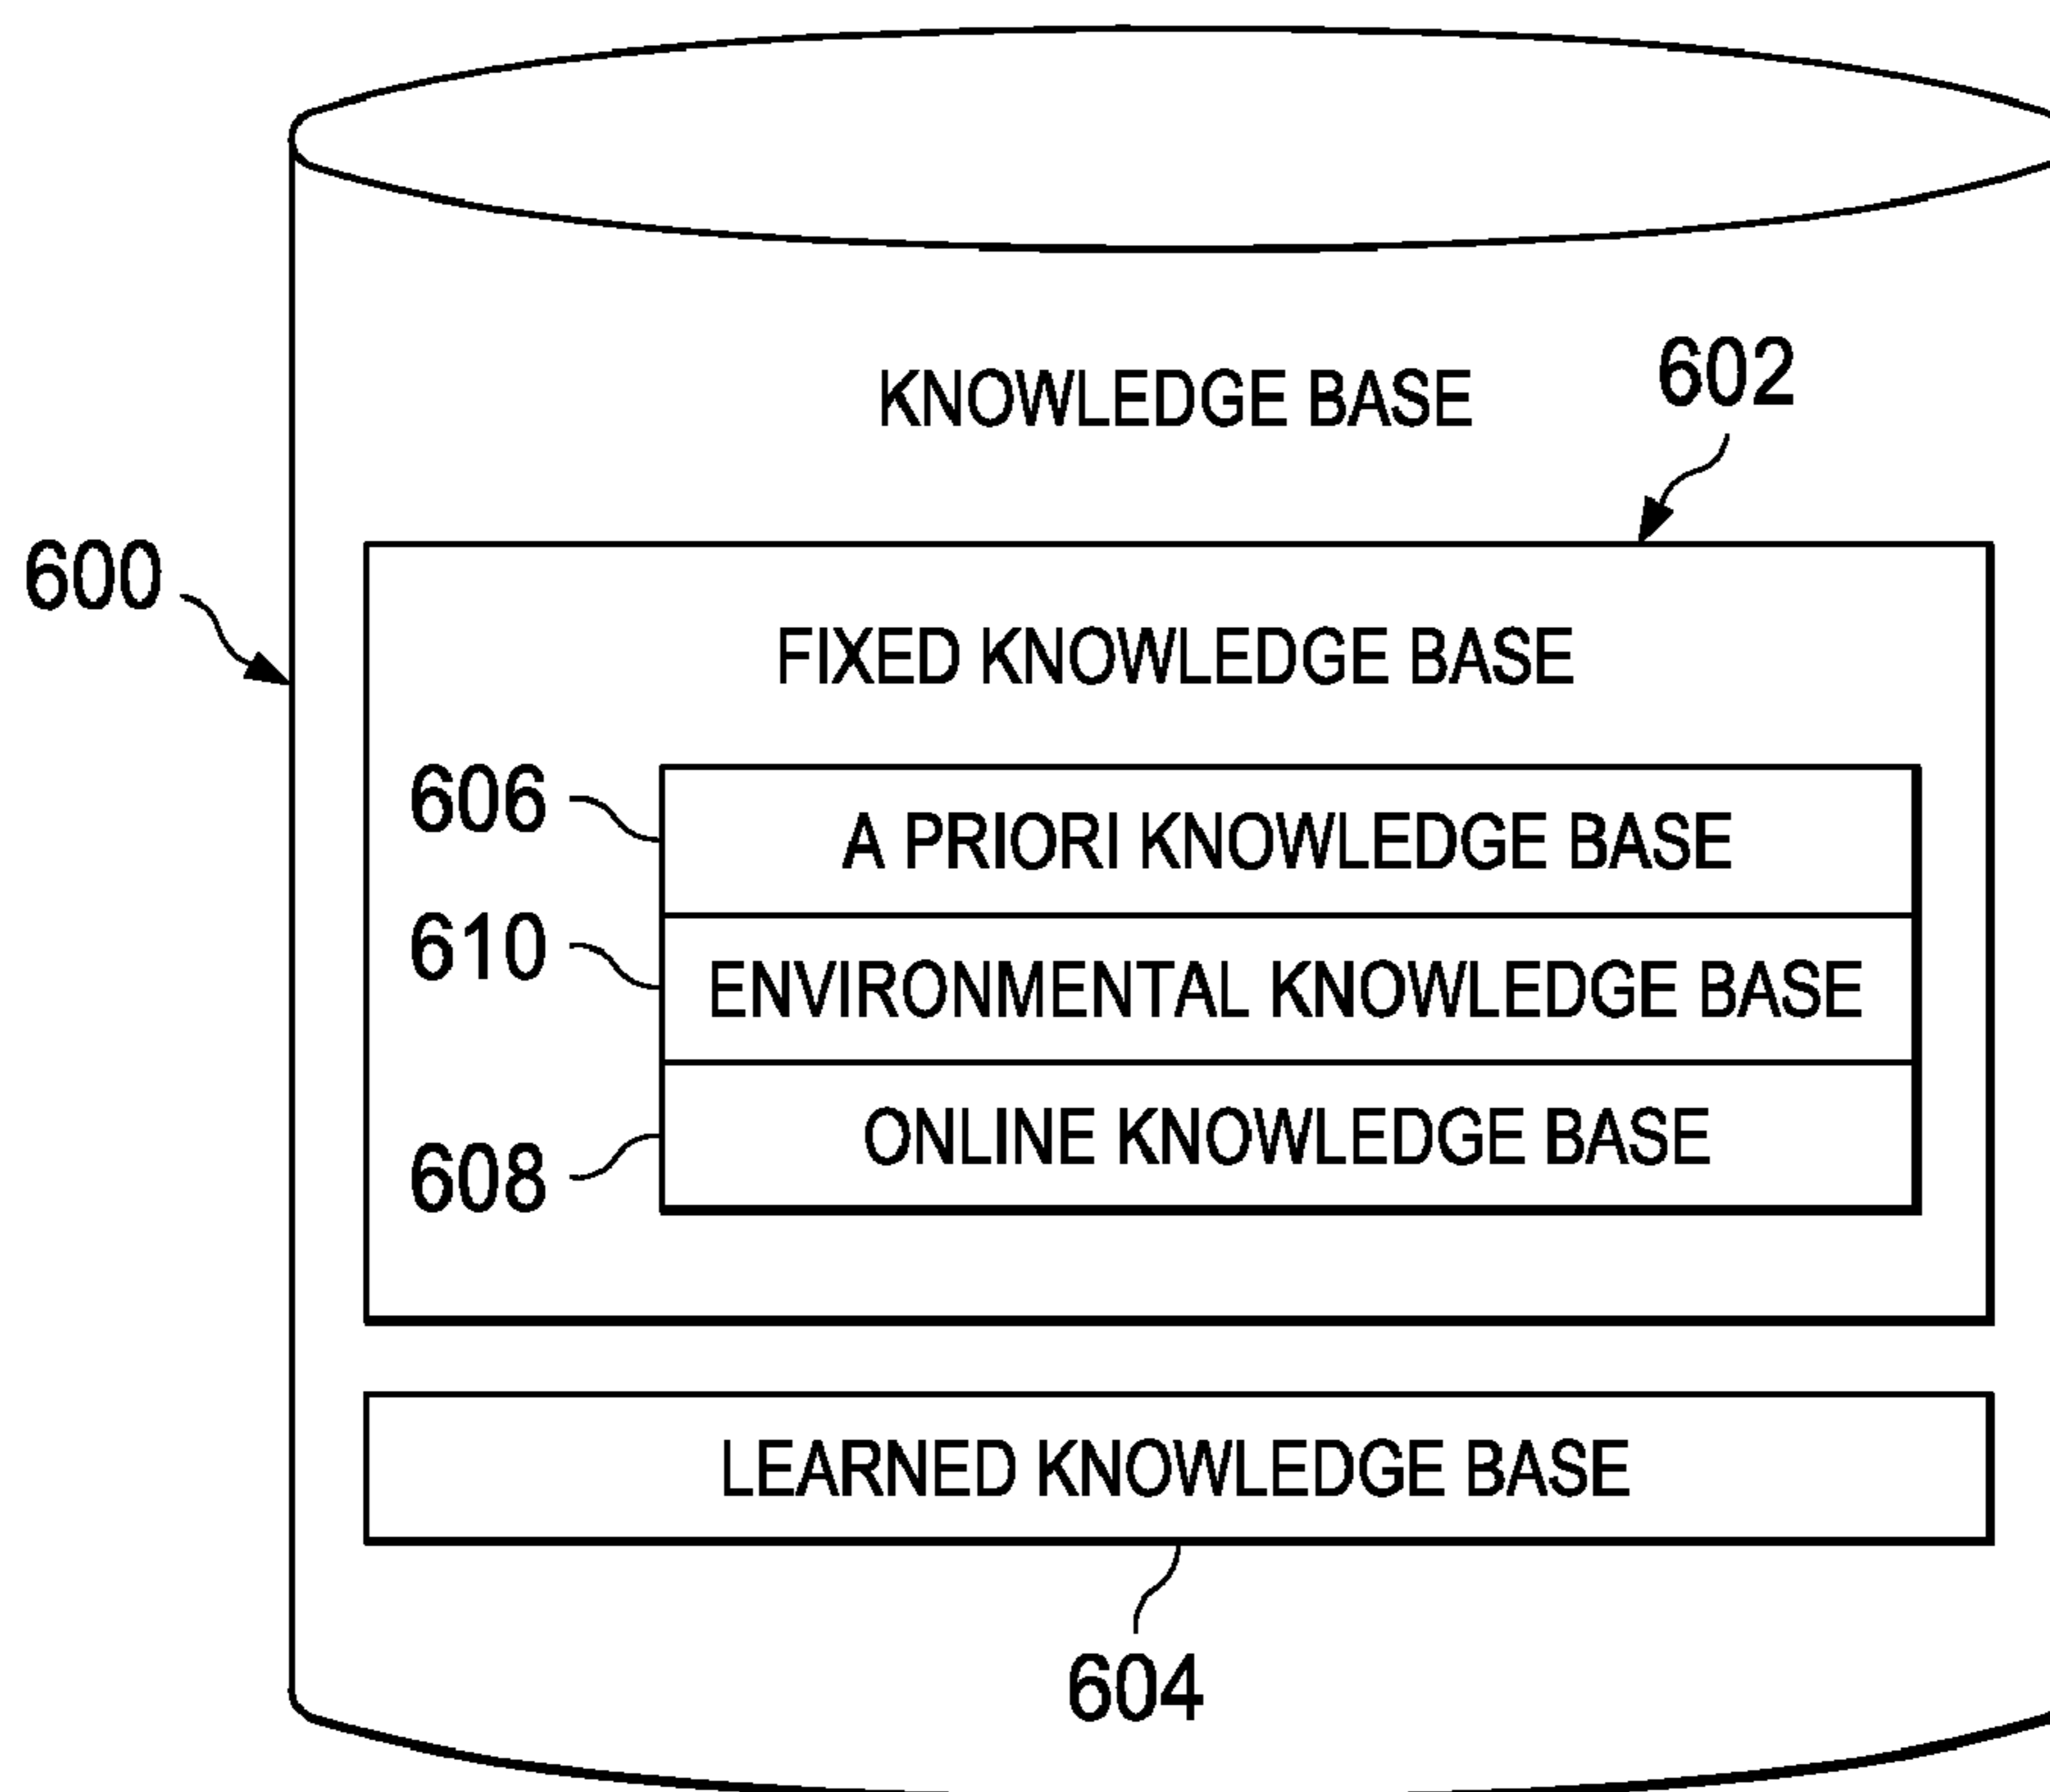 KNOWLEDGE BASE
602
600
FIXED KNOWLEDGE BASE
606
A PRIORI KNOWLEDGE BASE
610
ENVIRONMENTAL KNOWLEDGE BASE
608
ONLINE KNOWLEDGE BASE
LEARNED KNOWLEDGE BASE
604